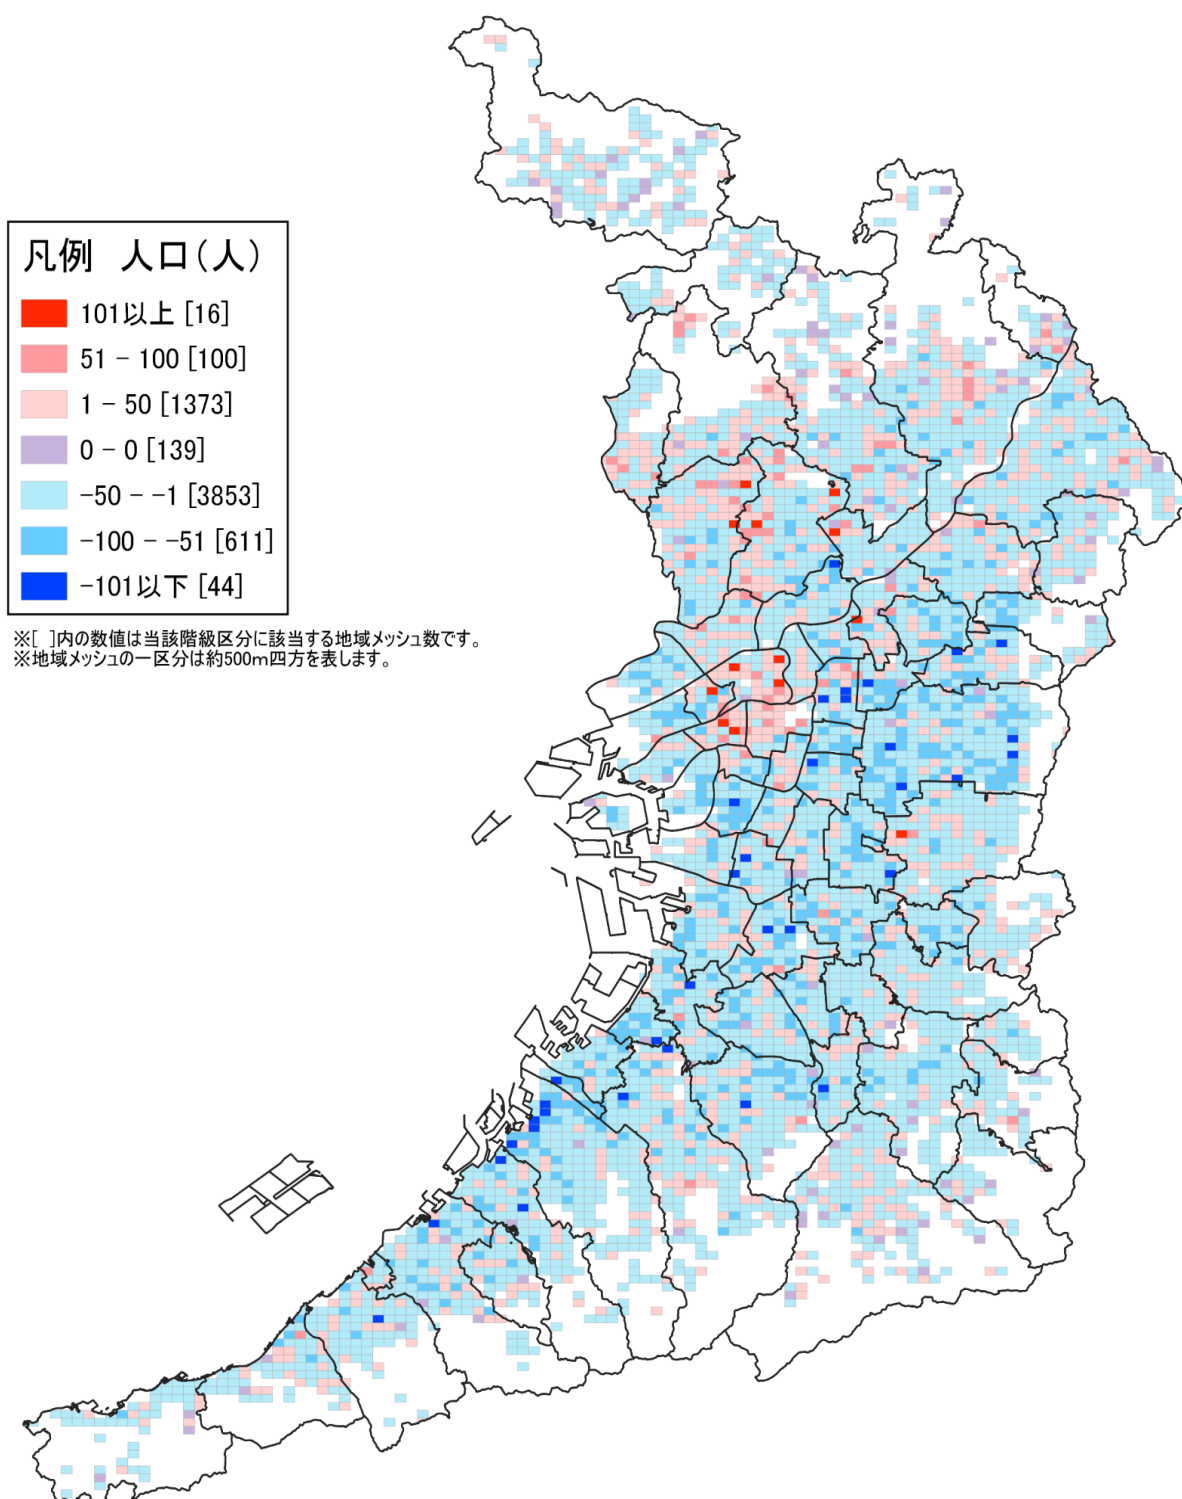 凡例　人口（人）
101以上 [16]
51 − 100 [100]
1 − 50 [1373]
0 − 0 [139]
−50 − −1 [3853]
−100 − −51 [611]
−101以下 [44]
※[　]内の数値は当該階級区分に該当する地域メッシュ数です。
※地域メッシュの一区分は約500m四方を表します。